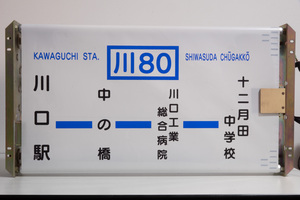 KAWAGUCHI STA.
川80
SHIWASUDA CHŪGAKKŌ
川口駅
中の橋
川口工業
総合病院
十二月田
中学校